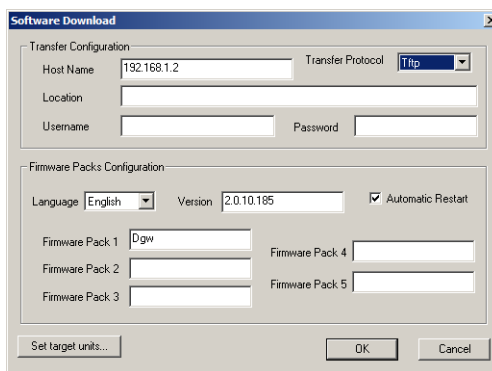 Software Download
Transfer Configuration
Host Name 192.168.1.2 Transfer Protocol Tftp
Location
Username Password
Firmware Packs Configuration
Language English Version 2.0.10.185 Automatic Restart
Firmware Pack 1 Dgw
Firmware Pack 4
Firmware Pack 2
Firmware Pack 5
Firmware Pack 3
Set target units... OK Cancel